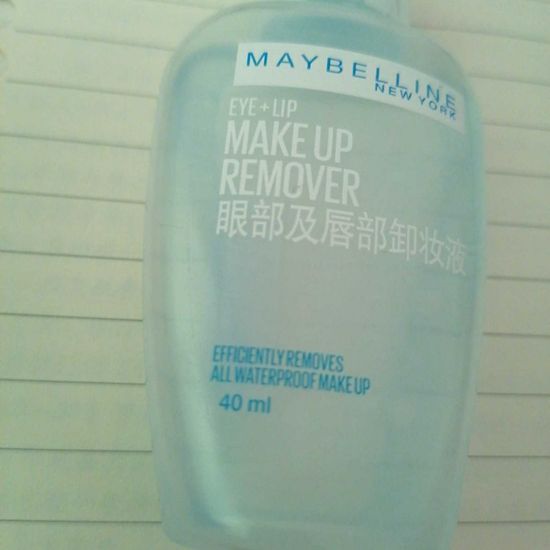 MAYBELLINE
NEW YORK
EYE + LIP
MAKE UP
REMOVER
眼部及唇部卸妆液
EFFICIENTLY REMOVES
ALL WATERPROOF MAKE UP
40 ml